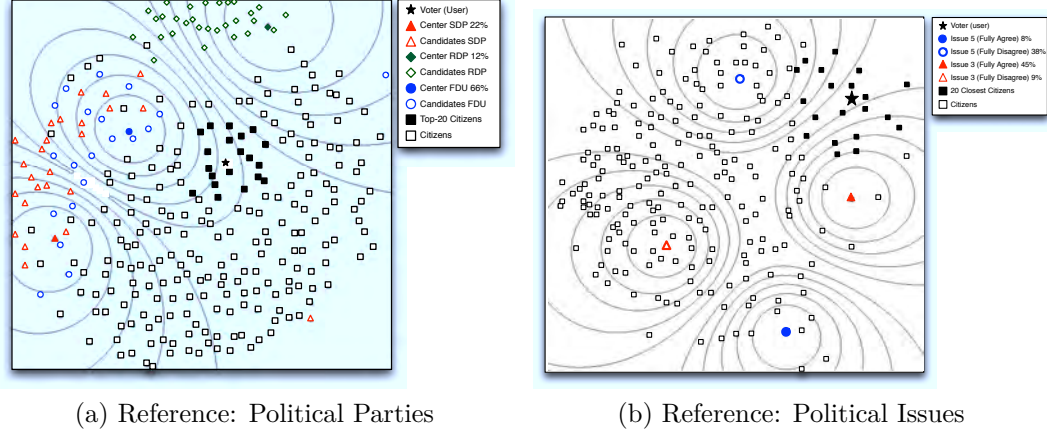 Voter (User)
Center SDP 22%
Candidates SDP
Center RDP 12%
Candidates RDP
Center FDU 66%
Candidates FDU
Top-20 Citizens
Citizens
Voter (user)
Issue 5 (Fully Agree) 8%
Issue 5 (Fully Disagree) 38%
Issue 3 (Fully Agree) 45%
Issue 3 (Fully Disagree) 9%
20 Closest Citizens
Citizens
(a) Reference: Political Parties
(b) Reference: Political Issues